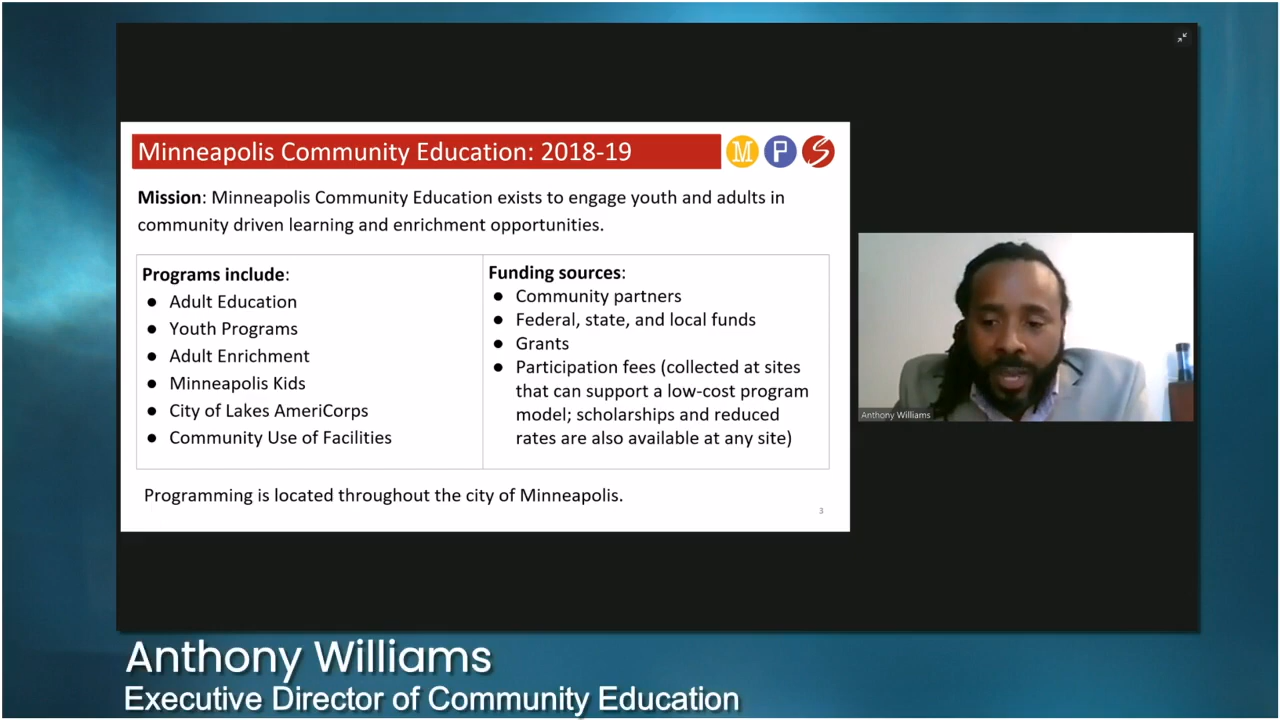 Minneapolis Community Education: 2018-19
M P S
Mission: Minneapolis Community Education exists to engage youth and adults in
community driven learning and enrichment opportunities.
Programs include:
● Adult Education
● Youth Programs
● Adult Enrichment
● Minneapolis Kids
● City of Lakes AmeriCorps
● Community Use of Facilities
Funding sources:
● Community partners
● Federal, state, and local funds
● Grants
● Participation fees (collected at sites
that can support a low-cost program
model; scholarships and reduced
rates are also available at any site)
Programming is located throughout the city of Minneapolis.
3
Anthony Williams
Anthony Williams
Executive Director of Community Education